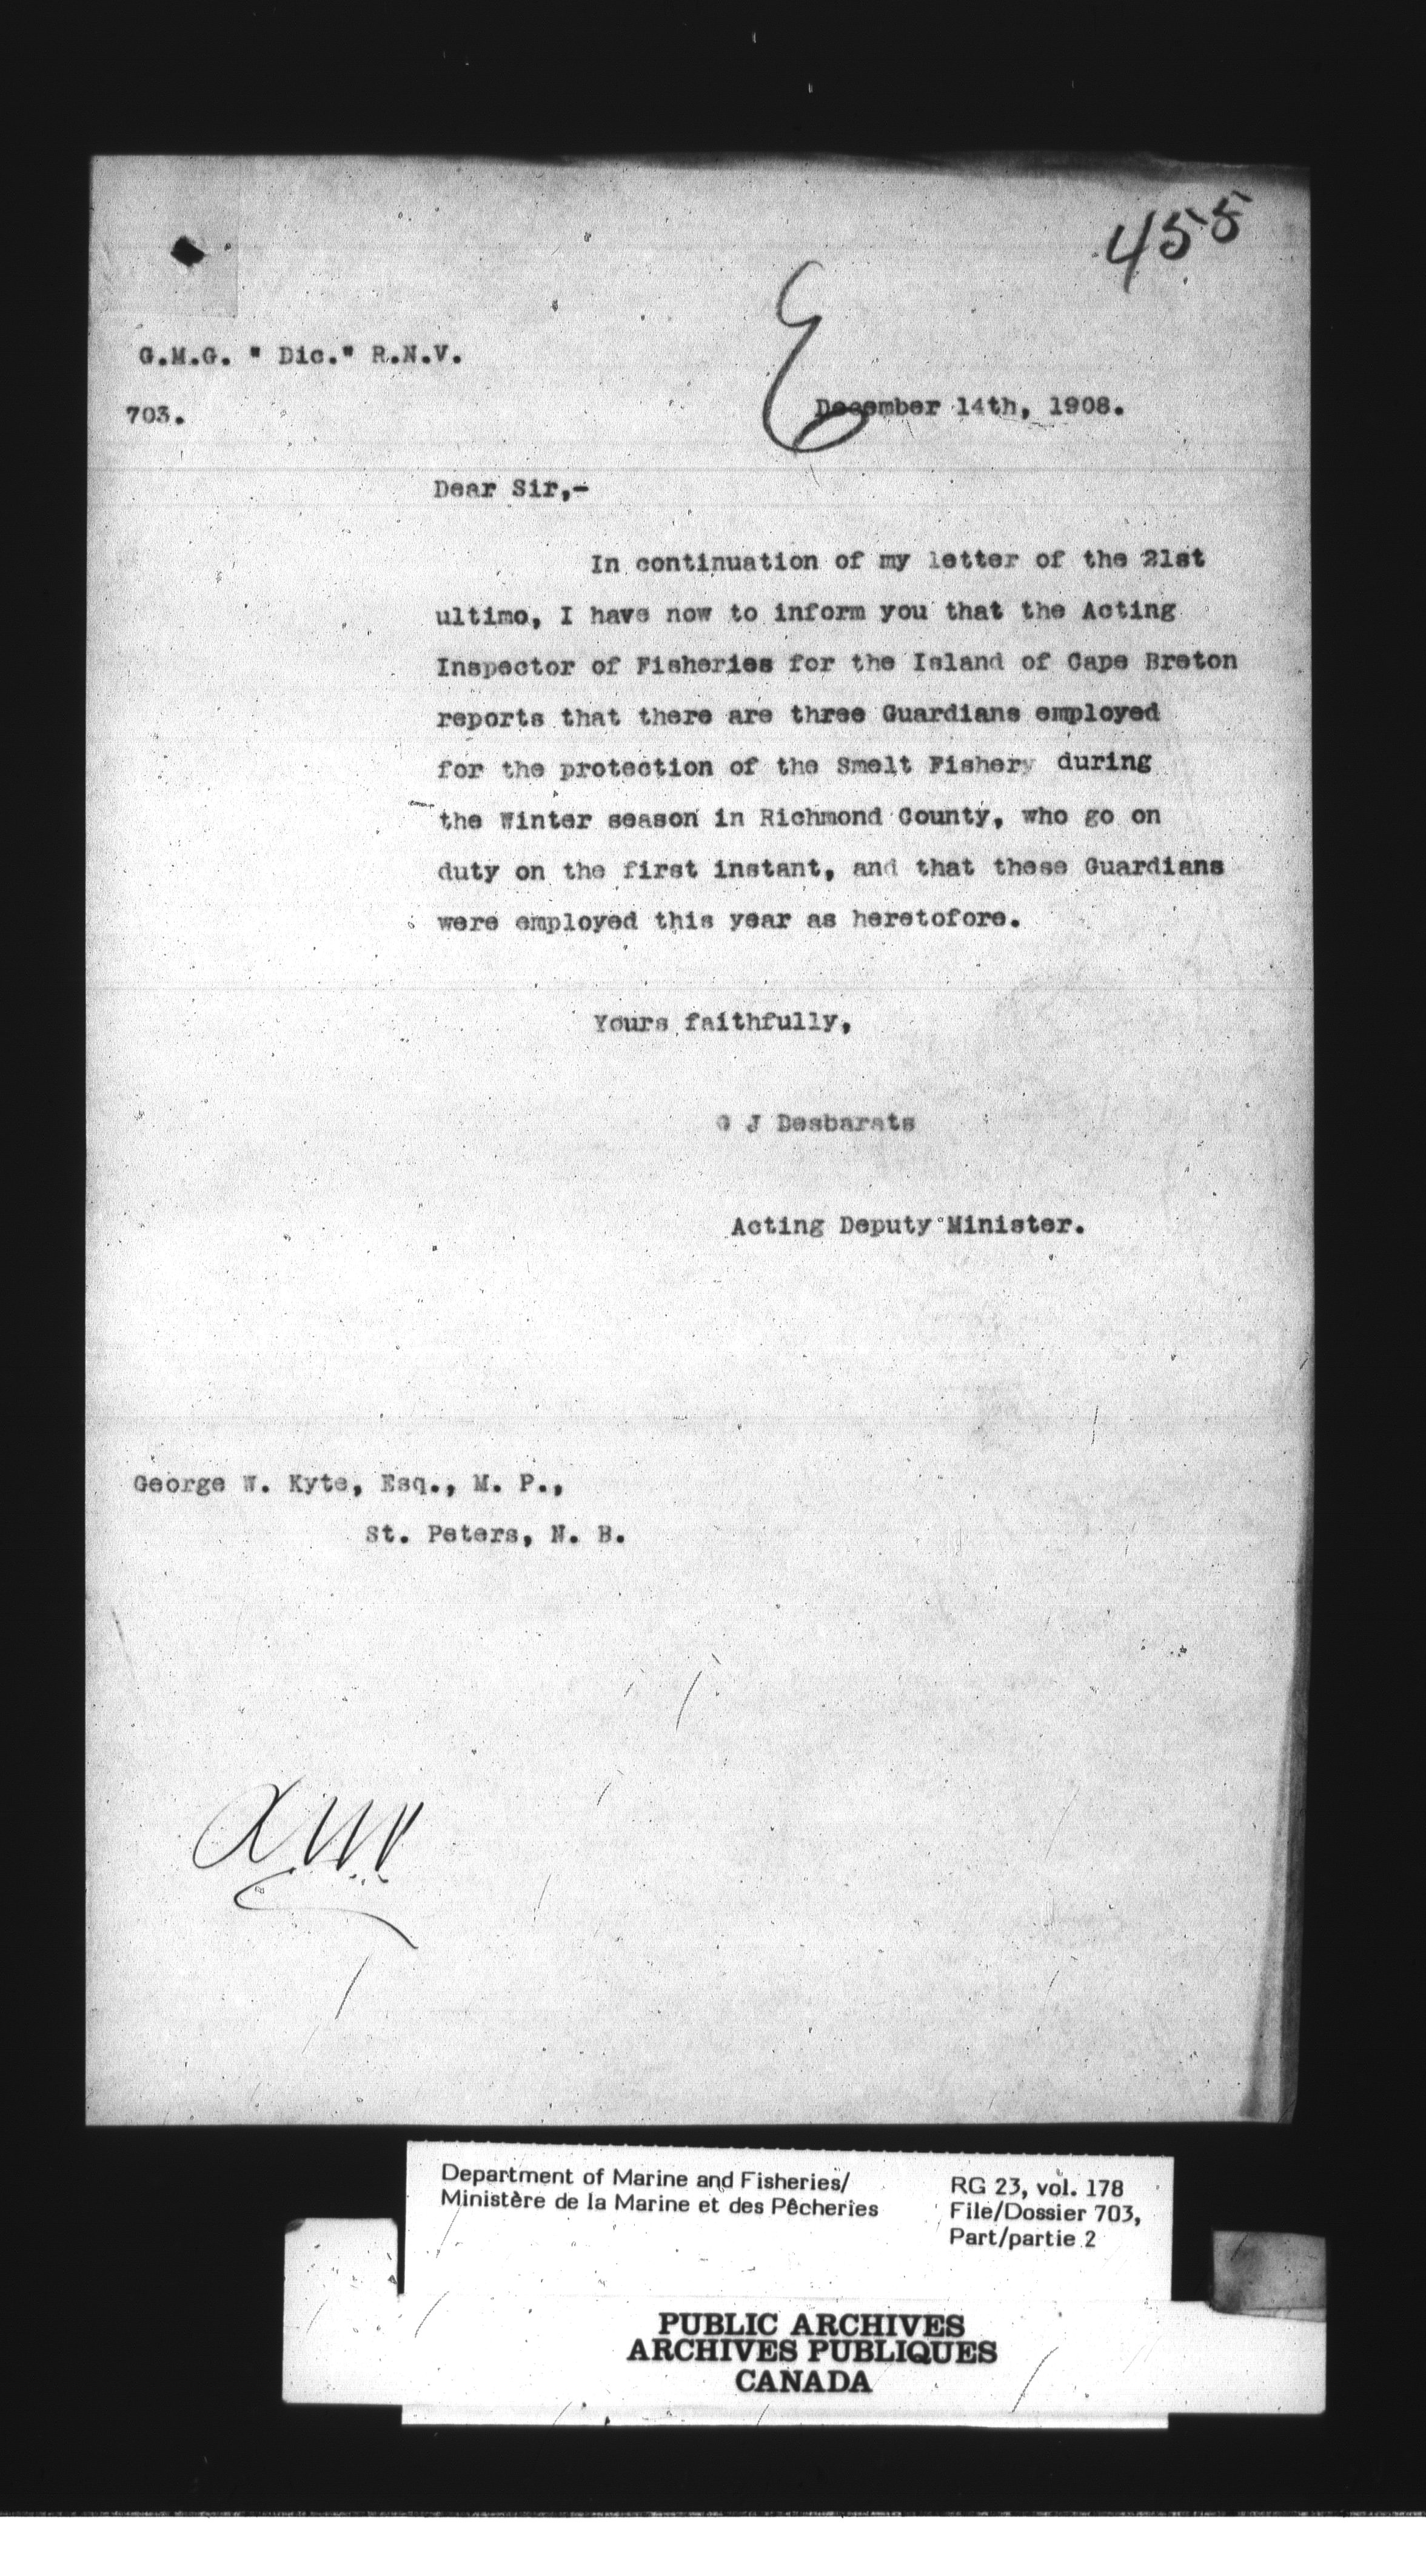 455
E
G.M.G. " Dic." R.N.V.
703.
December 14th, 1908.
Dear Sir,-
In continuation of my letter of the 21st
ultimo, I have now to inform you that the Acting
Inspector of Fisheries for the Island of Cape Breton
reports that there are three Guardians employed
for the protection of the Smelt Fishery during
the Winter season in Richmond County, who go on
duty on the first instant, and that these Guardians
were employed this year as heretofore.
Yours faithfully,
G J Desbarats
Acting Deputy Minister.
George W. Kyte, Esq., M. P.,
St. Peters, N. B.
Department of Marine and Fisheries/
Ministère de la Marine et des Pêcheries
RG 23, vol. 178
File/Dossier 703,
Part/partie 2
PUBLIC ARCHIVES
ARCHIVES PUBLIQUES
CANADA